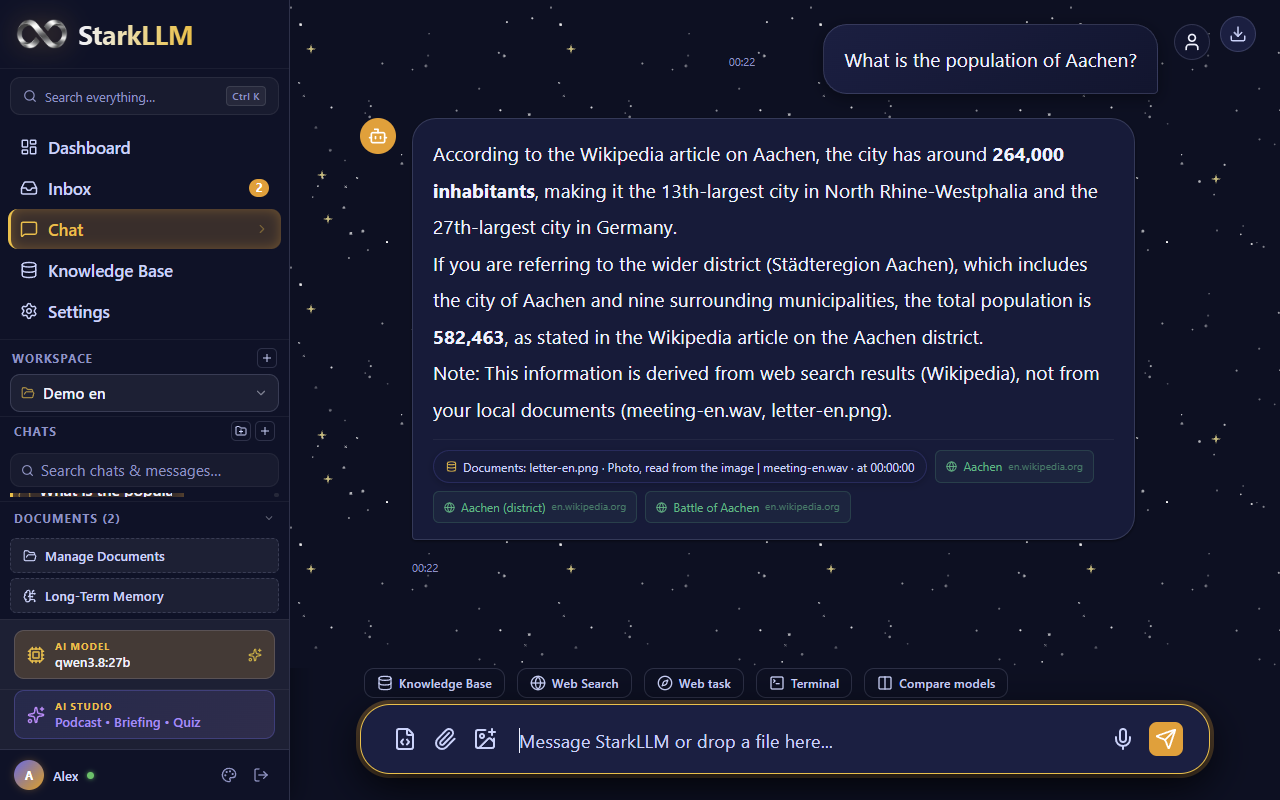 StarkLLM
Search everything... Ctrl K
Dashboard
Inbox 2
Chat
Knowledge Base
Settings
WORKSPACE
Demo en
CHATS
Search chats & messages...
DOCUMENTS (2)
Manage Documents
Long-Term Memory
AI MODEL
qwen3.8:27b
AI STUDIO
Podcast • Briefing • Quiz
A Alex
00:22
What is the population of Aachen?
According to the Wikipedia article on Aachen, the city has around 264,000
inhabitants, making it the 13th-largest city in North Rhine-Westphalia and the
27th-largest city in Germany.
If you are referring to the wider district (Städteregion Aachen), which includes
the city of Aachen and nine surrounding municipalities, the total population is
582,463, as stated in the Wikipedia article on the Aachen district.
Note: This information is derived from web search results (Wikipedia), not from
your local documents (meeting-en.wav, letter-en.png).
Documents: letter-en.png · Photo, read from the image | meeting-en.wav · at 00:00:00 Aachen en.wikipedia.org
Aachen (district) en.wikipedia.org Battle of Aachen en.wikipedia.org
00:22
Knowledge Base Web Search Web task Terminal Compare models
Message StarkLLM or drop a file here...